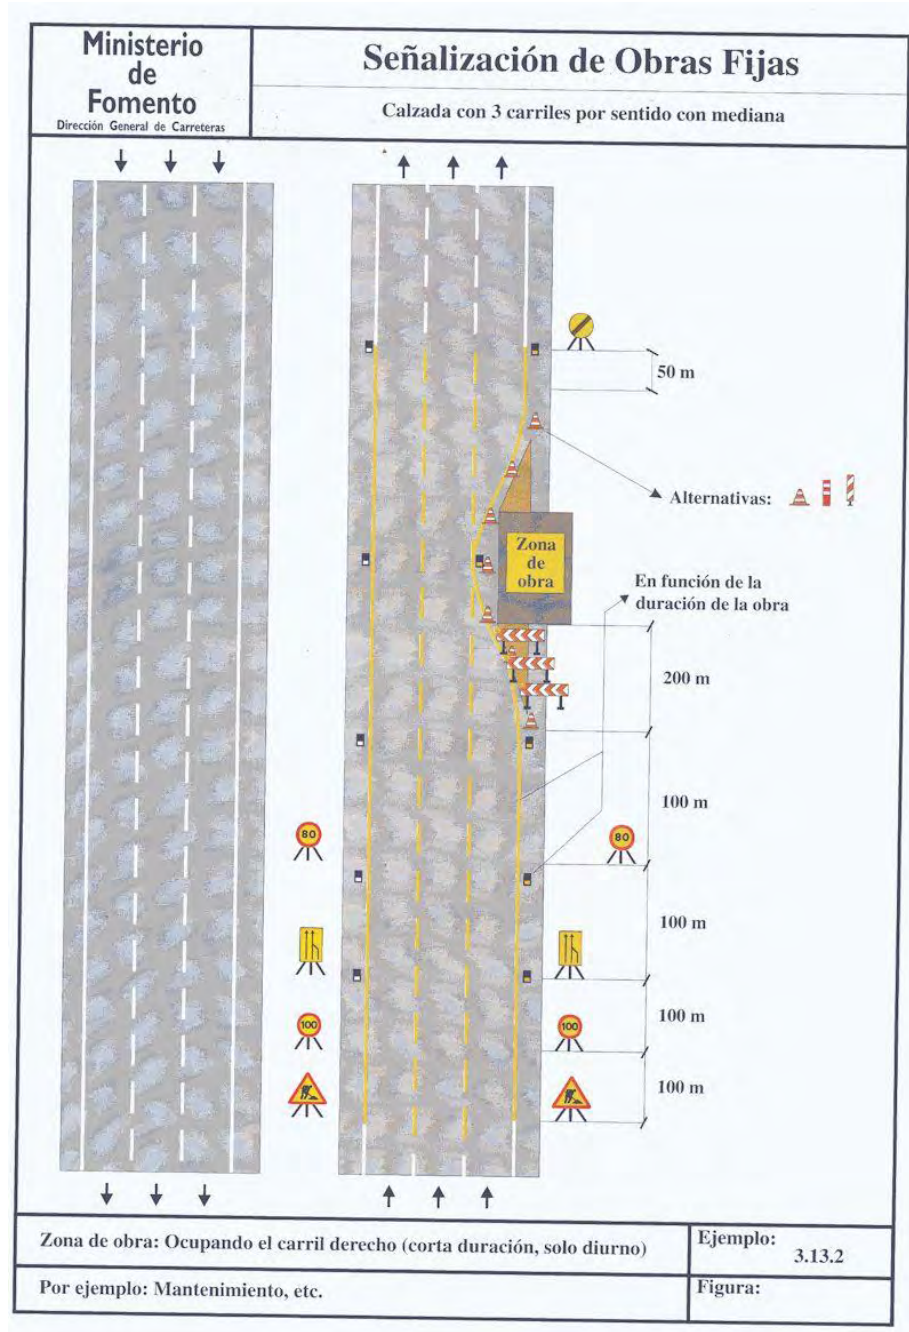 Ministerio
de
Fomento
Dirección General de Carreteras
Señalización de Obras Fijas
Calzada con 3 carriles por sentido con mediana
50 m
Alternativas:
Zona
de
obra
En función de la
duración de la obra
200 m
100 m
80
80
100 m
100 m
100
100
100 m
Zona de obra: Ocupando el carril derecho (corta duración, solo diurno)
Ejemplo:
3.13.2
Por ejemplo: Mantenimiento, etc.
Figura: